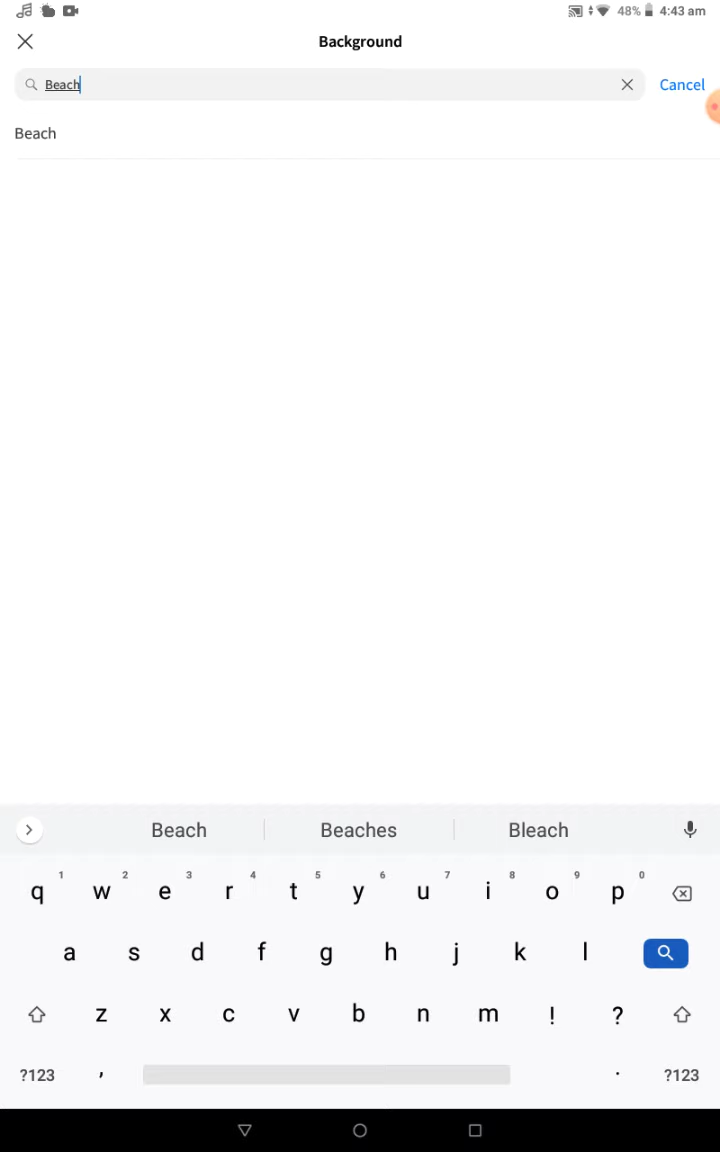 48% 4:43 am
Background
Beach Cancel
Beach
Beach Beaches Bleach
1 2 3 4 5 6 7 8 9 0
q w e r t y u i o p
a s d f g h j k l
z x c v b n m ! ?
?123 , . ?123